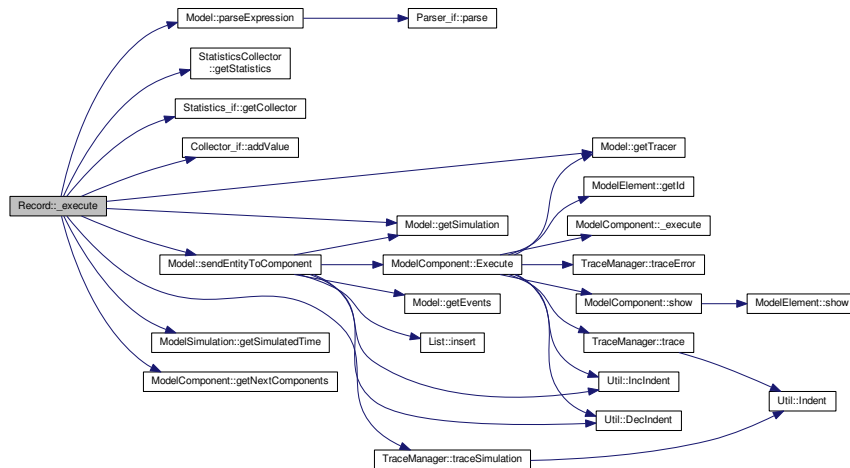 Model::parseExpression
Parser_if::parse
StatisticsCollector
::getStatistics
Statistics_if::getCollector
Collector_if::addValue
Model::getTracer
ModelElement::getId
Record::_execute
Model::getSimulation
ModelComponent::_execute
Model::sendEntityToComponent
ModelComponent::Execute
TraceManager::traceError
Model::getEvents
ModelComponent::show
ModelElement::show
ModelSimulation::getSimulatedTime
List::insert
TraceManager::trace
ModelComponent::getNextComponents
Util::IncIndent
Util::Indent
Util::DecIndent
TraceManager::traceSimulation